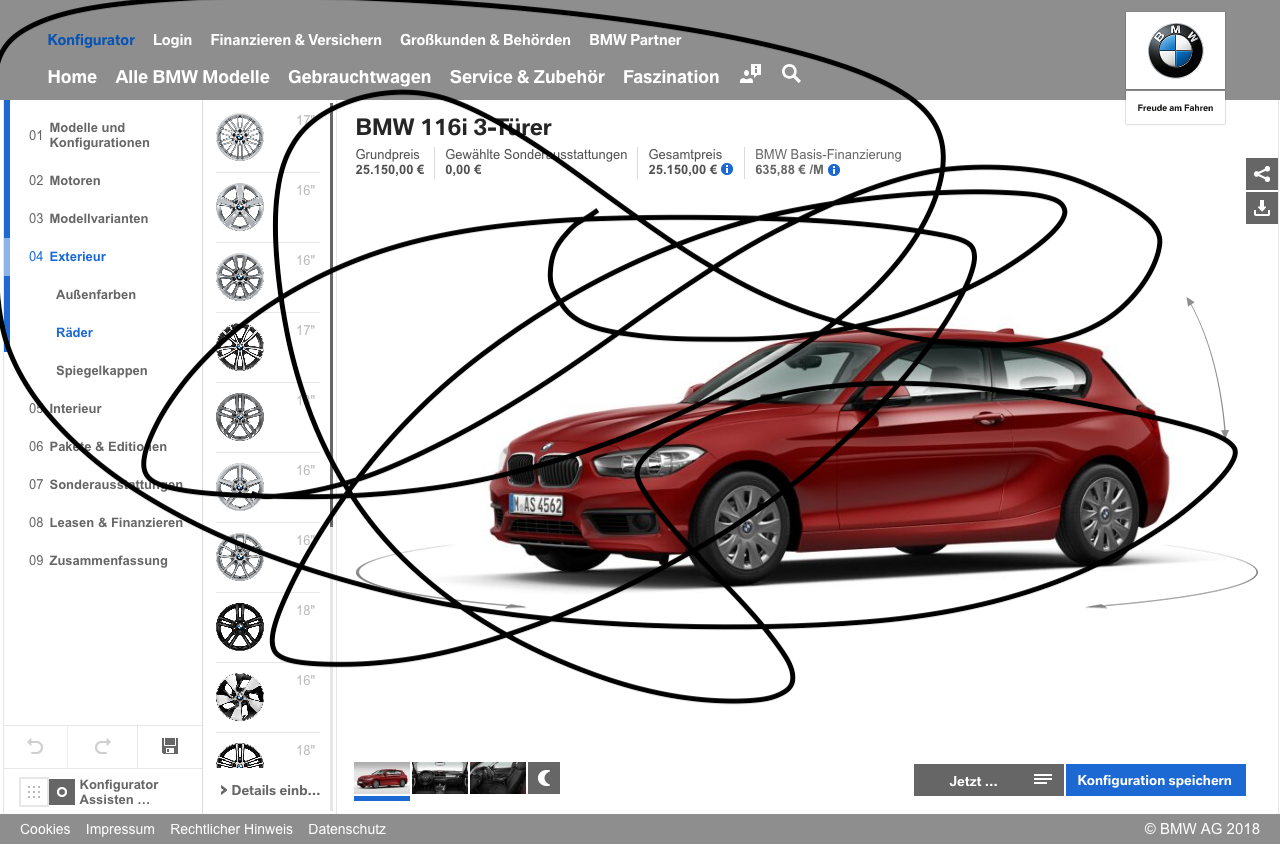 Konfigurator Login Finanzieren & Versichern Großkunden & Behörden BMW Partner
Home Alle BMW Modelle Gebrauchtwagen Service & Zubehör Faszination
BMW
Freude am Fahren
01 Modelle und
Konfigurationen
02 Motoren
03 Modellvarianten
04 Exterieur
Außenfarben
Räder
Spiegelkappen
05 Interieur
06 Pakete & Editionen
07 Sonderausstattungen
08 Leasen & Finanzieren
09 Zusammenfassung
Konfigurator
Assisten ...
17"
16"
16"
17"
16"
16"
18"
16"
18"
> Details einb...
BMW 116i 3-Türer
Grundpreis Gewählte Sonderausstattungen Gesamtpreis BMW Basis-Finanzierung
25.150,00 € 0,00 € 25.150,00 € 635,88 € /M
M AS 4562
Jetzt ...
Konfiguration speichern
Cookies Impressum Rechtlicher Hinweis Datenschutz
© BMW AG 2018